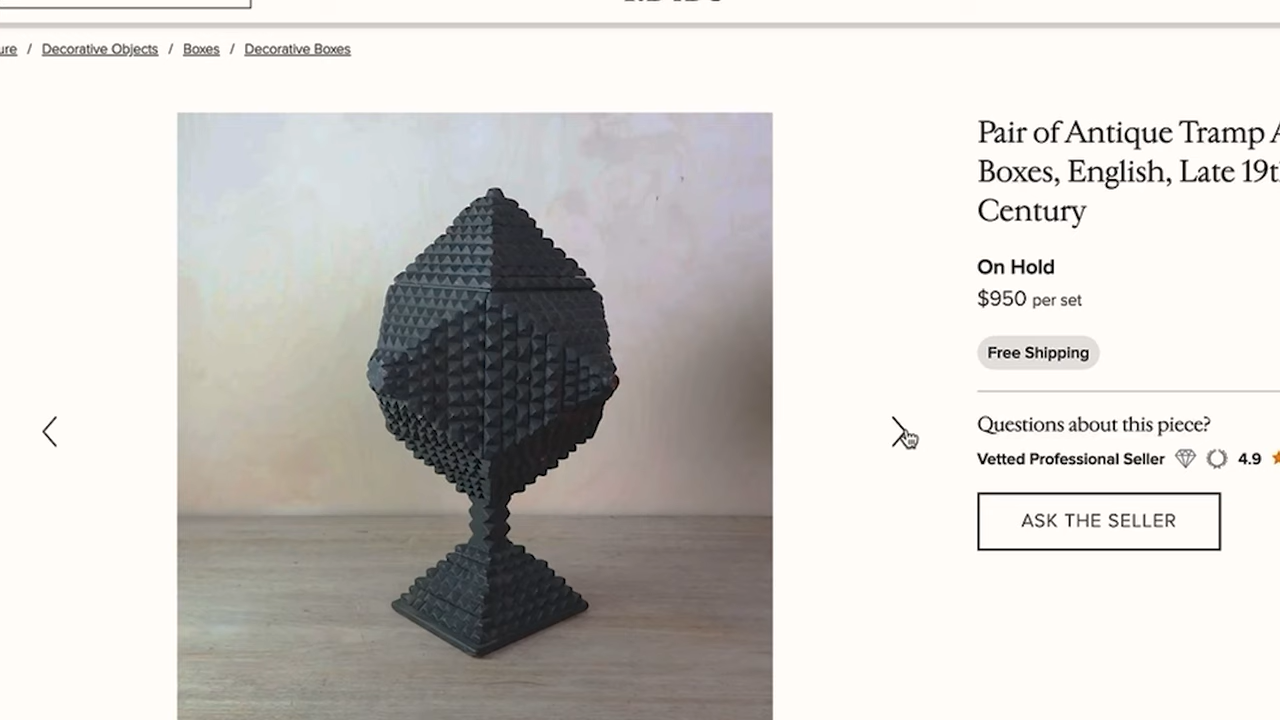 / Decorative Objects / Boxes / Decorative Boxes
Pair of Antique Tramp
Boxes, English, Late
Century
On Hold
$950 per set
Free Shipping
Questions about this piece?
Vetted Professional Seller 4.9
ASK THE SELLER